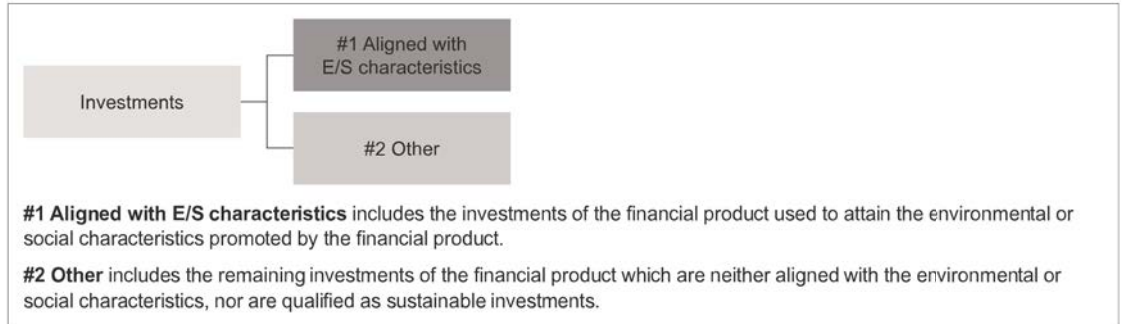 #1 Aligned with
E/S characteristics
Investments
#2 Other
#1 Aligned with E/S characteristics includes the investments of the financial product used to attain the environmental or
social characteristics promoted by the financial product.
#2 Other includes the remaining investments of the financial product which are neither aligned with the environmental or
social characteristics, nor are qualified as sustainable investments.